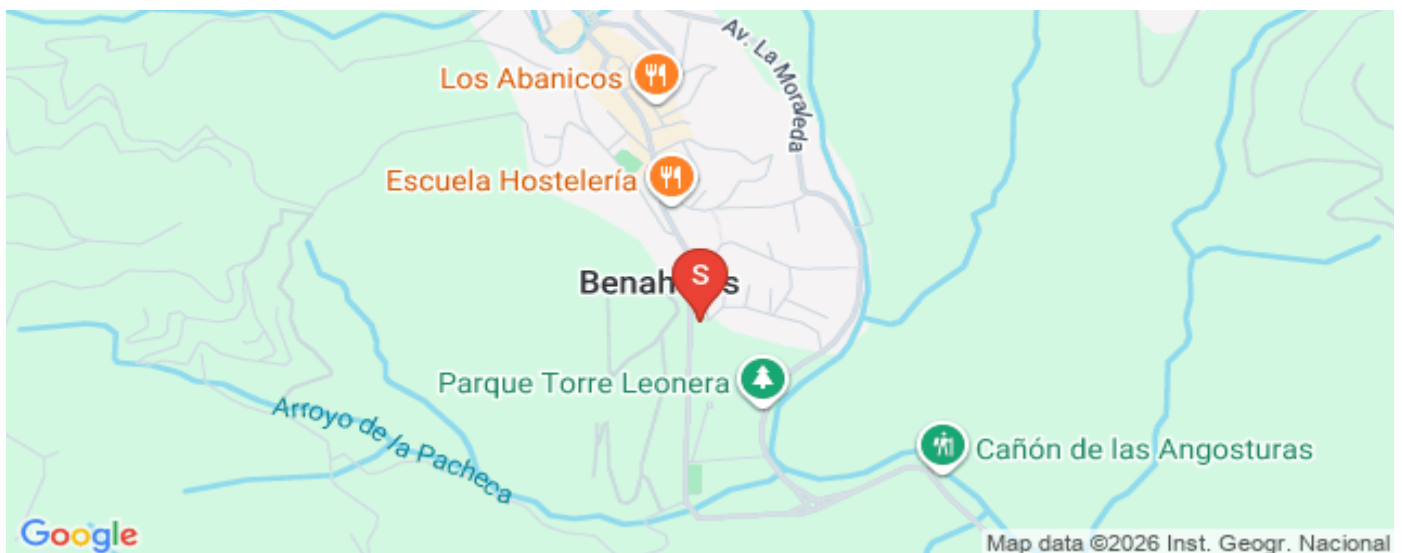 Av. La Moraleda
Los Abanicos
Escuela Hostelería
S
Parque Torre Leonera
Arroyo de la Pacheca
Cañón de las Angosturas
Google
Map data ©2026 Inst. Geogr. Nacional